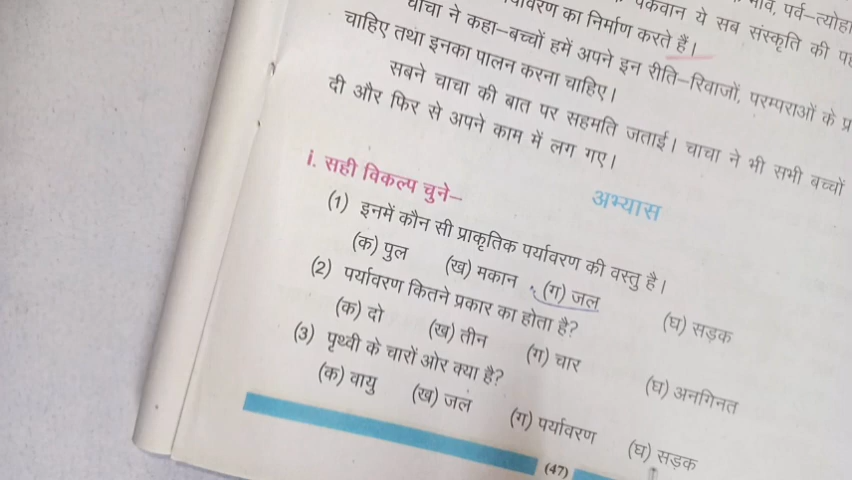 पकवान ये सब संस्कृति की
का निर्माण करते हैं।
चाचा ने कहा–बच्चों हमें अपने इन रीति–रिवाजों, परम्पराओं के
चाहिए तथा इनका पालन करना चाहिए।
सबने चाचा की बात पर सहमति जताई। चाचा ने भी सभी बच्चों
दी और फिर से अपने काम में लग गए।
अभ्यास
i. सही विकल्प चुने–
(1) इनमें कौन सी प्राकृतिक पर्यावरण की वस्तु है।
(क) पुल (ख) मकान (ग) जल (घ) सड़क
(2) पर्यावरण कितने प्रकार का होता है?
(क) दो (ख) तीन (ग) चार (घ) अनगिनत
(3) पृथ्वी के चारों ओर क्या है?
(क) वायु (ख) जल (ग) पर्यावरण (घ) सड़क
(47)